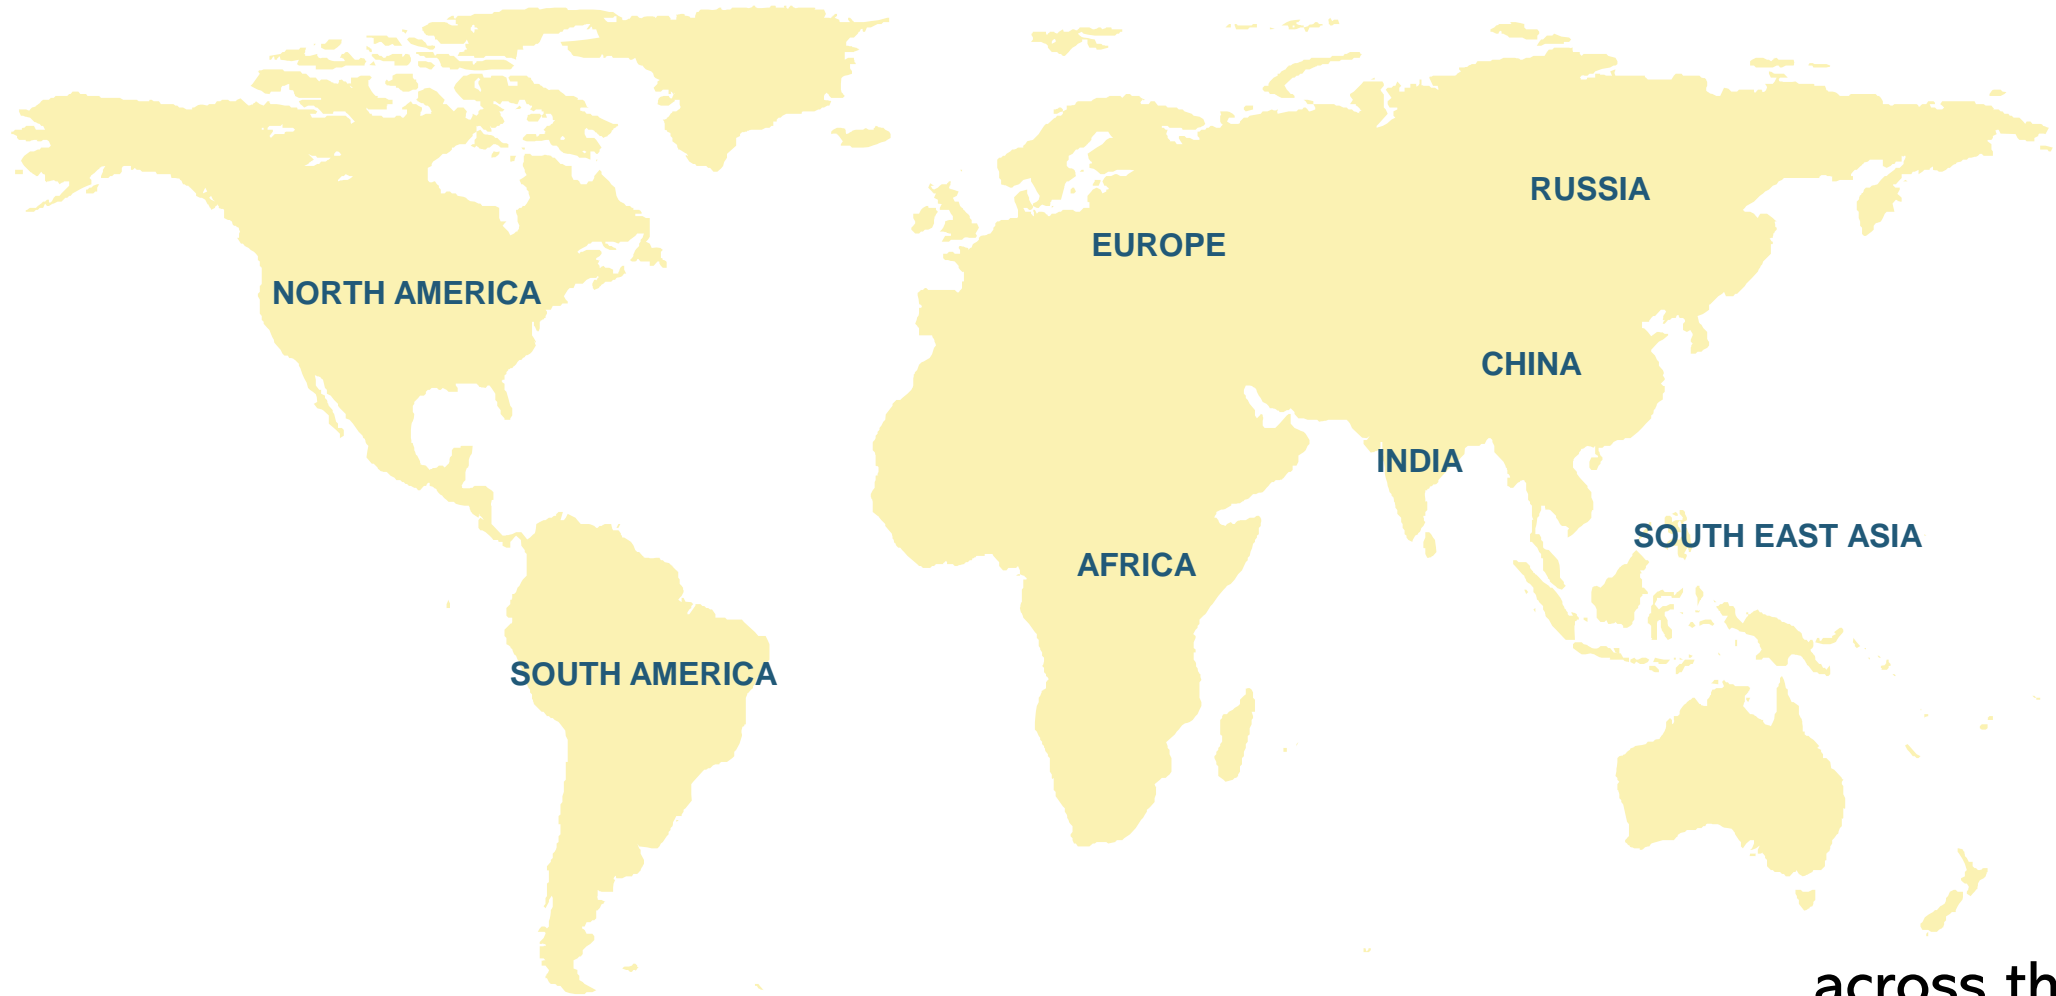 RUSSIA
EUROPE
NORTH AMERICA
CHINA
INDIA
SOUTH EAST ASIA
AFRICA
SOUTH AMERICA
across th